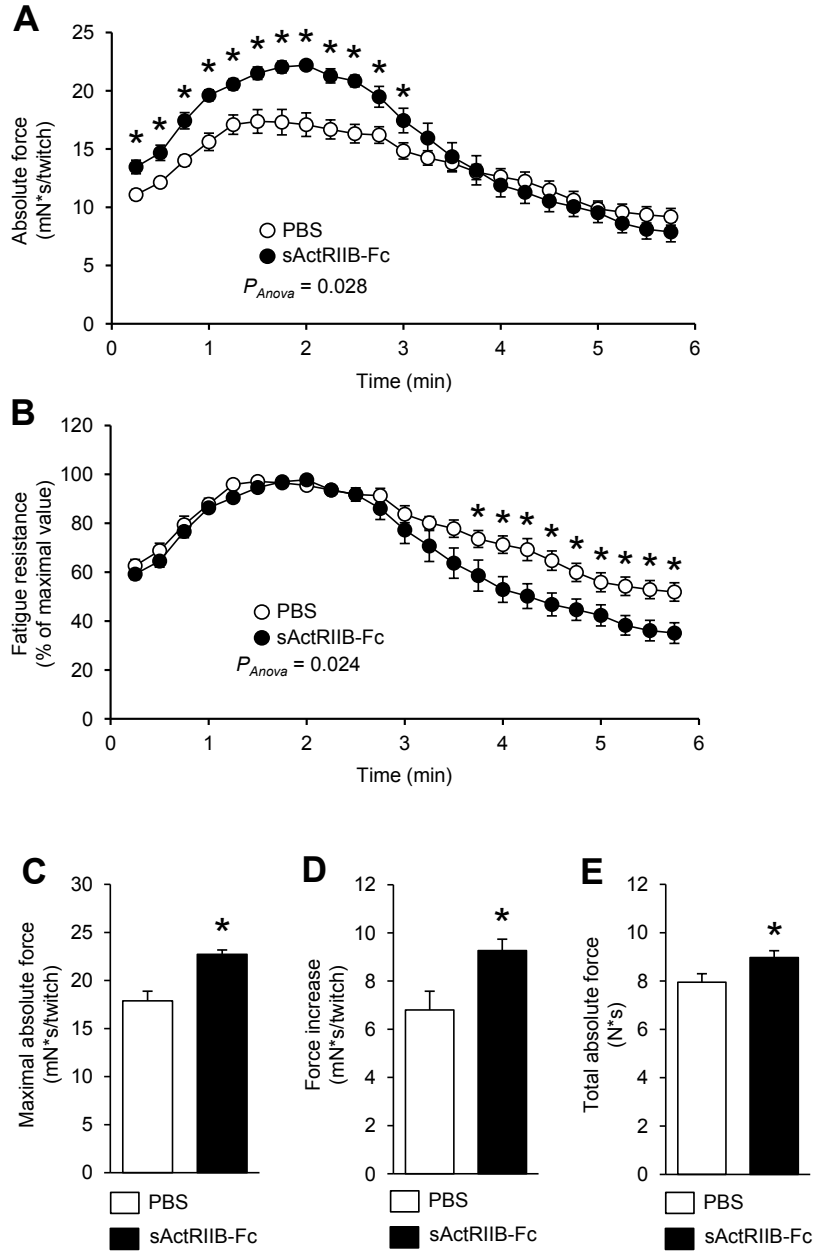 A
Absolute force
(mN*s/twitch)
25
20
15
10
5
0
* * * * * * * * * * * *
PBS
sActRIIB-Fc
P Anova = 0.028
0 1 2 3 4 5 6
Time (min)
B
Fatigue resistance
(% of maximal value)
120
100
80
60
40
20
0
* * * * * * * * *
PBS
sActRIIB-Fc
P Anova = 0.024
0 1 2 3 4 5 6
Time (min)
C
Maximal absolute force
(mN*s/twitch)
30
25
20
15
10
5
0
*
PBS
sActRIIB-Fc
D
Force increase
(mN*s/twitch)
12
10
8
6
4
2
0
*
PBS
sActRIIB-Fc
E
Total absolute force
(N*s)
12
10
8
6
4
2
0
*
PBS
sActRIIB-Fc